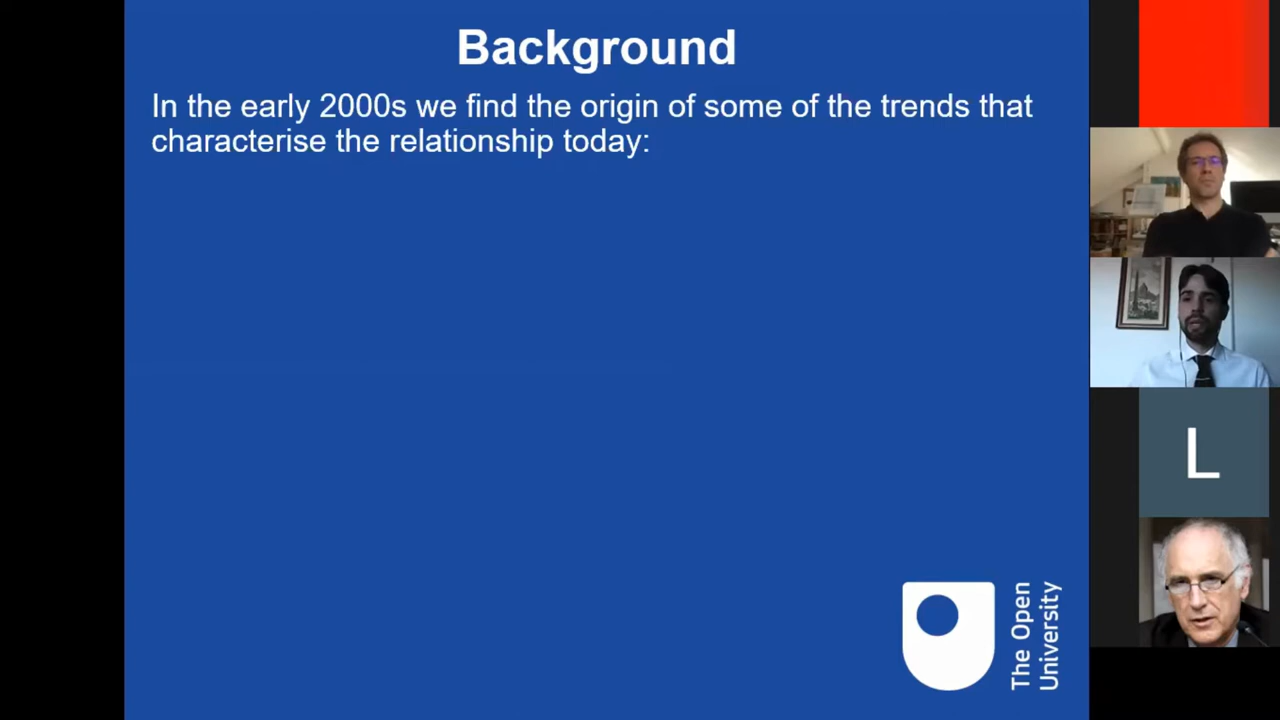 Background
In the early 2000s we find the origin of some of the trends that
characterise the relationship today:
L
The Open
University